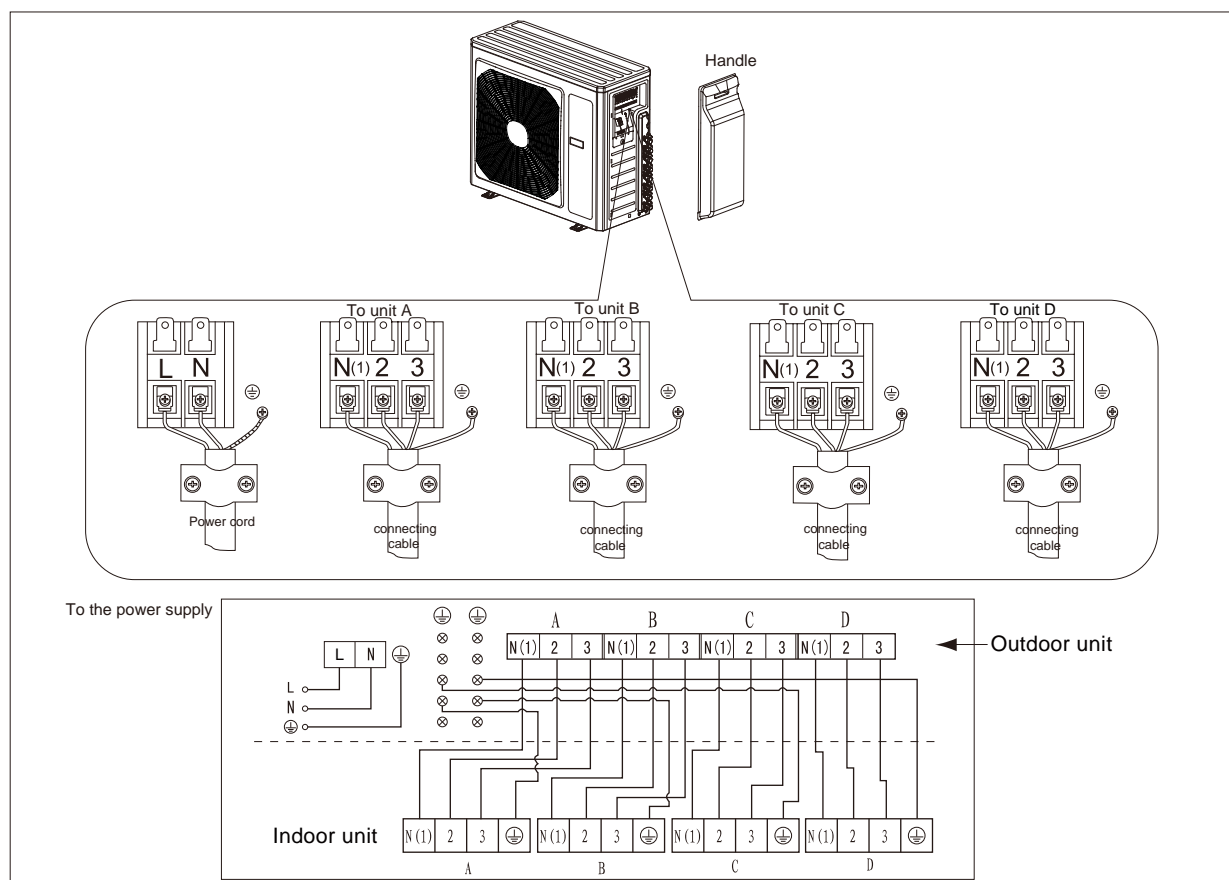 Handle
To unit A
To unit B
To unit C
To unit D
L N
N(1) 2 3
N(1) 2 3
N(1) 2 3
N(1) 2 3
Power cord
connecting
cable
connecting
cable
connecting
cable
connecting
cable
To the power supply
A B C D
L N
N(1) 2 3 N(1) 2 3 N(1) 2 3 N(1) 2 3
Outdoor unit
L
N
Indoor unit
N(1) 2 3 N(1) 2 3 N(1) 2 3 N(1) 2 3
A B C D